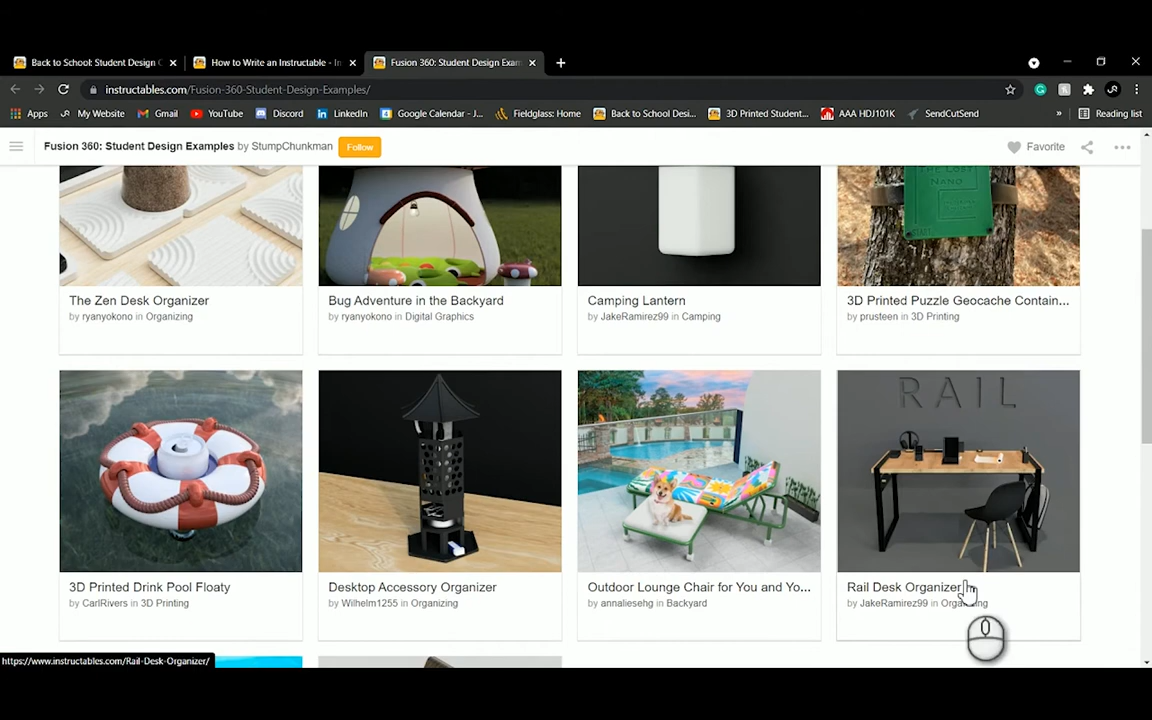 Back to School: Student Design C
How to Write an Instructable - In
Fusion 360: Student Design Exam
instructables.com/Fusion-360-Student-Design-Examples/
Apps My Website Gmail YouTube Discord LinkedIn Google Calendar - J... Fieldglass: Home Back to School Desi... 3D Printed Student... AAA HDJ101K SendCutSend » Reading list
Fusion 360: Student Design Examples by StumpChunkman Follow Favorite
THE LOST
NANO
The Zen Desk Organizer
by ryanyokono in Organizing
Bug Adventure in the Backyard
by ryanyokono in Digital Graphics
Camping Lantern
by JakeRamirez99 in Camping
3D Printed Puzzle Geocache Contain...
by prusteen in 3D Printing
RAIL
3D Printed Drink Pool Floaty
by CarlRivers in 3D Printing
Desktop Accessory Organizer
by Wilhelm1255 in Organizing
Outdoor Lounge Chair for You and Yo...
by annaliesehg in Backyard
Rail Desk Organizer
by JakeRamirez99 in Organizing
https://www.instructables.com/Rail-Desk-Organizer/